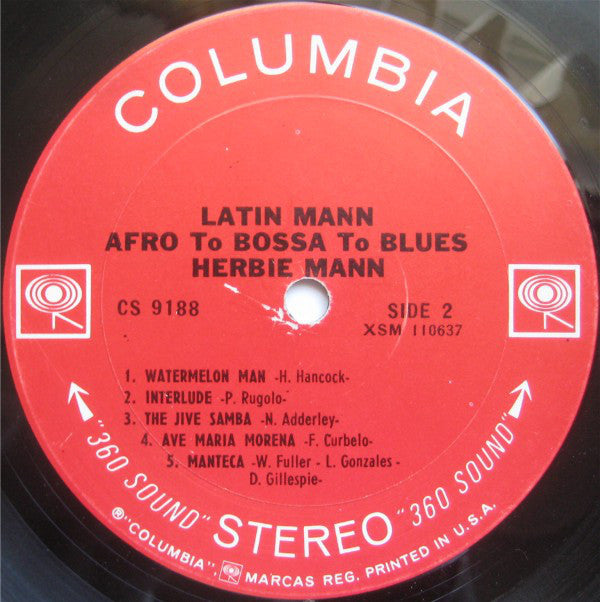 COLUMBIA
LATIN MANN
AFRO To BOSSA To BLUES
HERBIE MANN
CS 9188
SIDE 2
XSM 110637
1. WATERMELON MAN -H. Hancock-
2. INTERLUDE -P. Rugolo-
3. THE JIVE SAMBA -N. Adderley-
4. AVE MARIA MORENA -F. Curbelo-
5. MANTECA -W. Fuller - L. Gonzales -
D. Gillespie-
"360 SOUND" STEREO "360 SOUND"
® "COLUMBIA", MARCAS REG. PRINTED IN U.S.A.